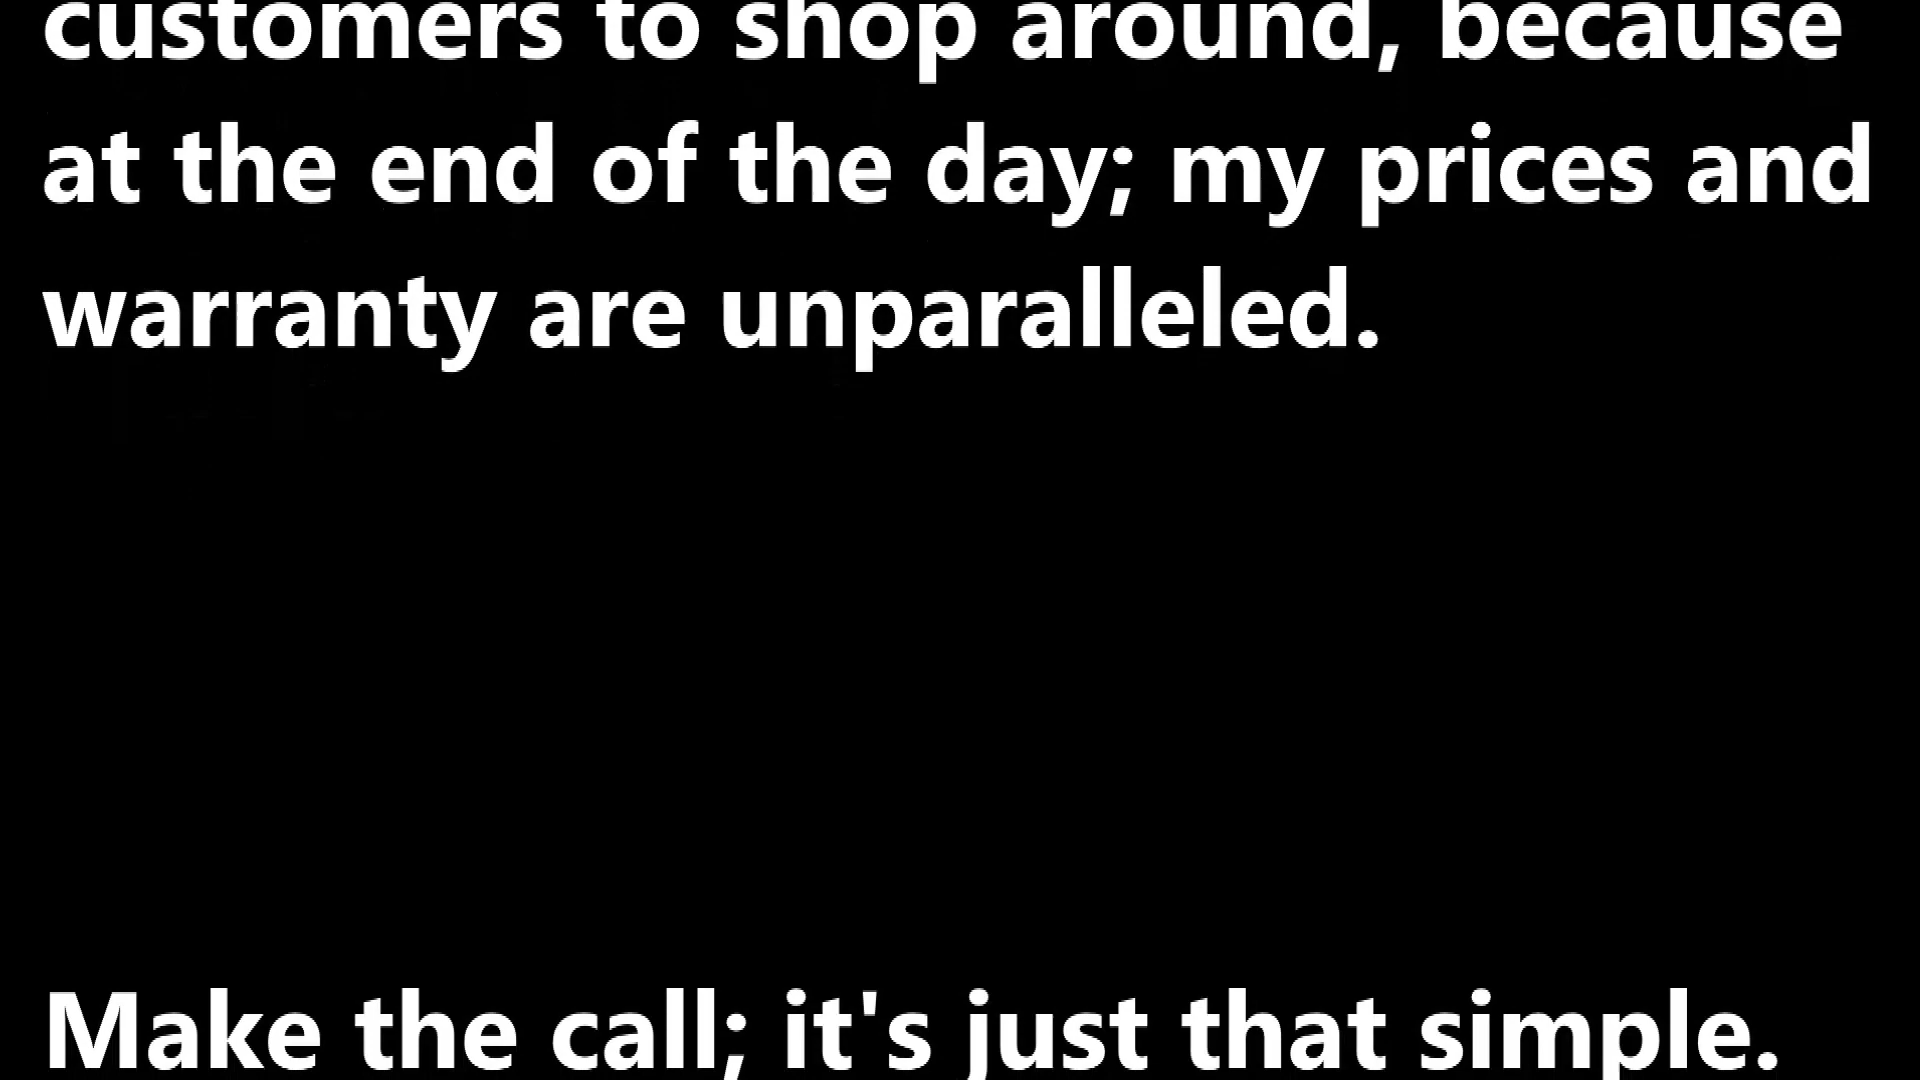 customers to shop around, because
at the end of the day; my prices and
warranty are unparalleled.
Make the call; it's just that simple.